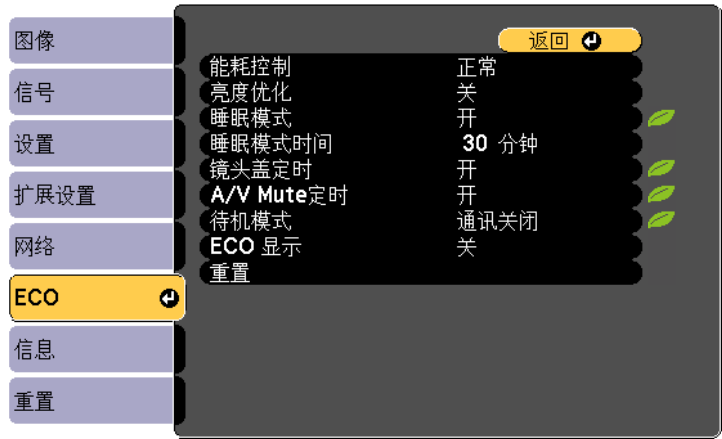 图像
信号
设置
扩展设置
网络
ECO
信息
重置
返回
能耗控制 正常
亮度优化 关
睡眠模式 开
睡眠模式时间 30 分钟
镜头盖定时 开
A/V Mute定时 开
待机模式 通讯关闭
ECO 显示 关
重置